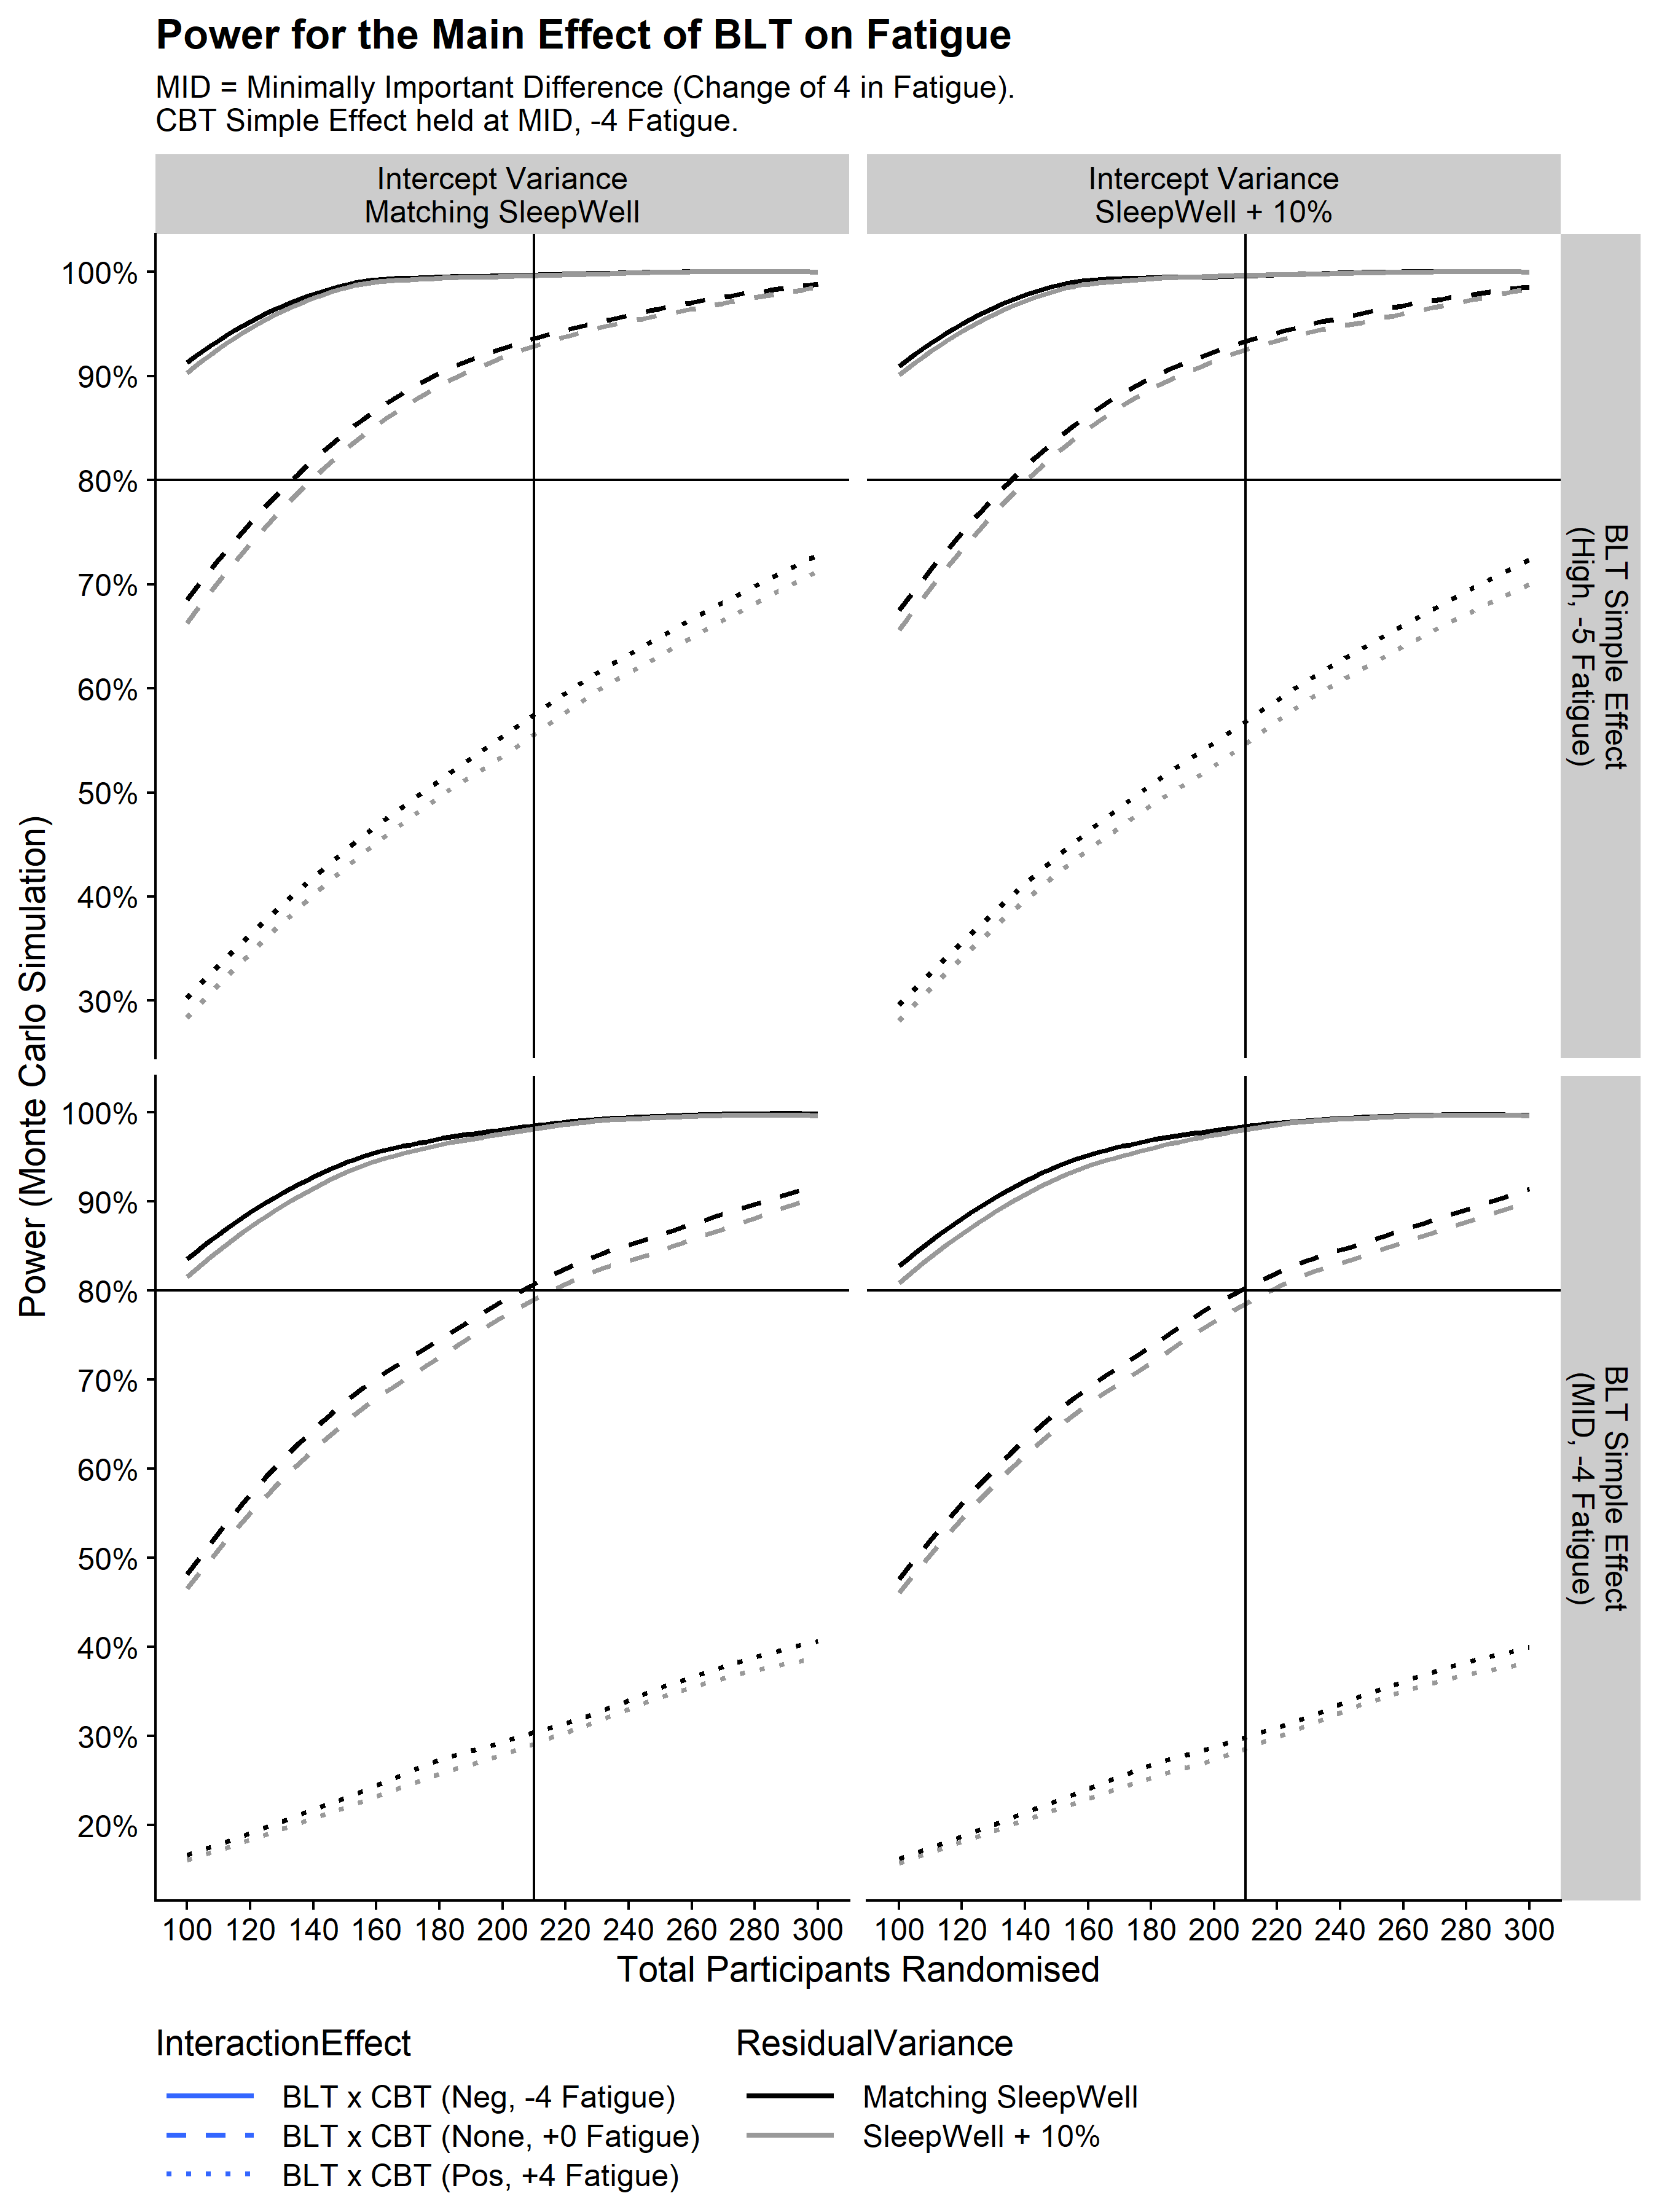 Power for the Main Effect of BLT on Fatigue
MID = Minimally Important Difference (Change of 4 in Fatigue).
CBT Simple Effect held at MID, -4 Fatigue.
Intercept Variance
Matching SleepWell
Intercept Variance
SleepWell + 10%
100%
90%
80%
70%
60%
50%
40%
30%
BLT Simple Effect
(High, -5 Fatigue)
100%
90%
80%
70%
60%
50%
40%
30%
20%
BLT Simple Effect
(MID, -4 Fatigue)
Power (Monte Carlo Simulation)
100 120 140 160 180 200 220 240 260 280 300
100 120 140 160 180 200 220 240 260 280 300
Total Participants Randomised
InteractionEffect
BLT x CBT (Neg, -4 Fatigue)
BLT x CBT (None, +0 Fatigue)
BLT x CBT (Pos, +4 Fatigue)
ResidualVariance
Matching SleepWell
SleepWell + 10%